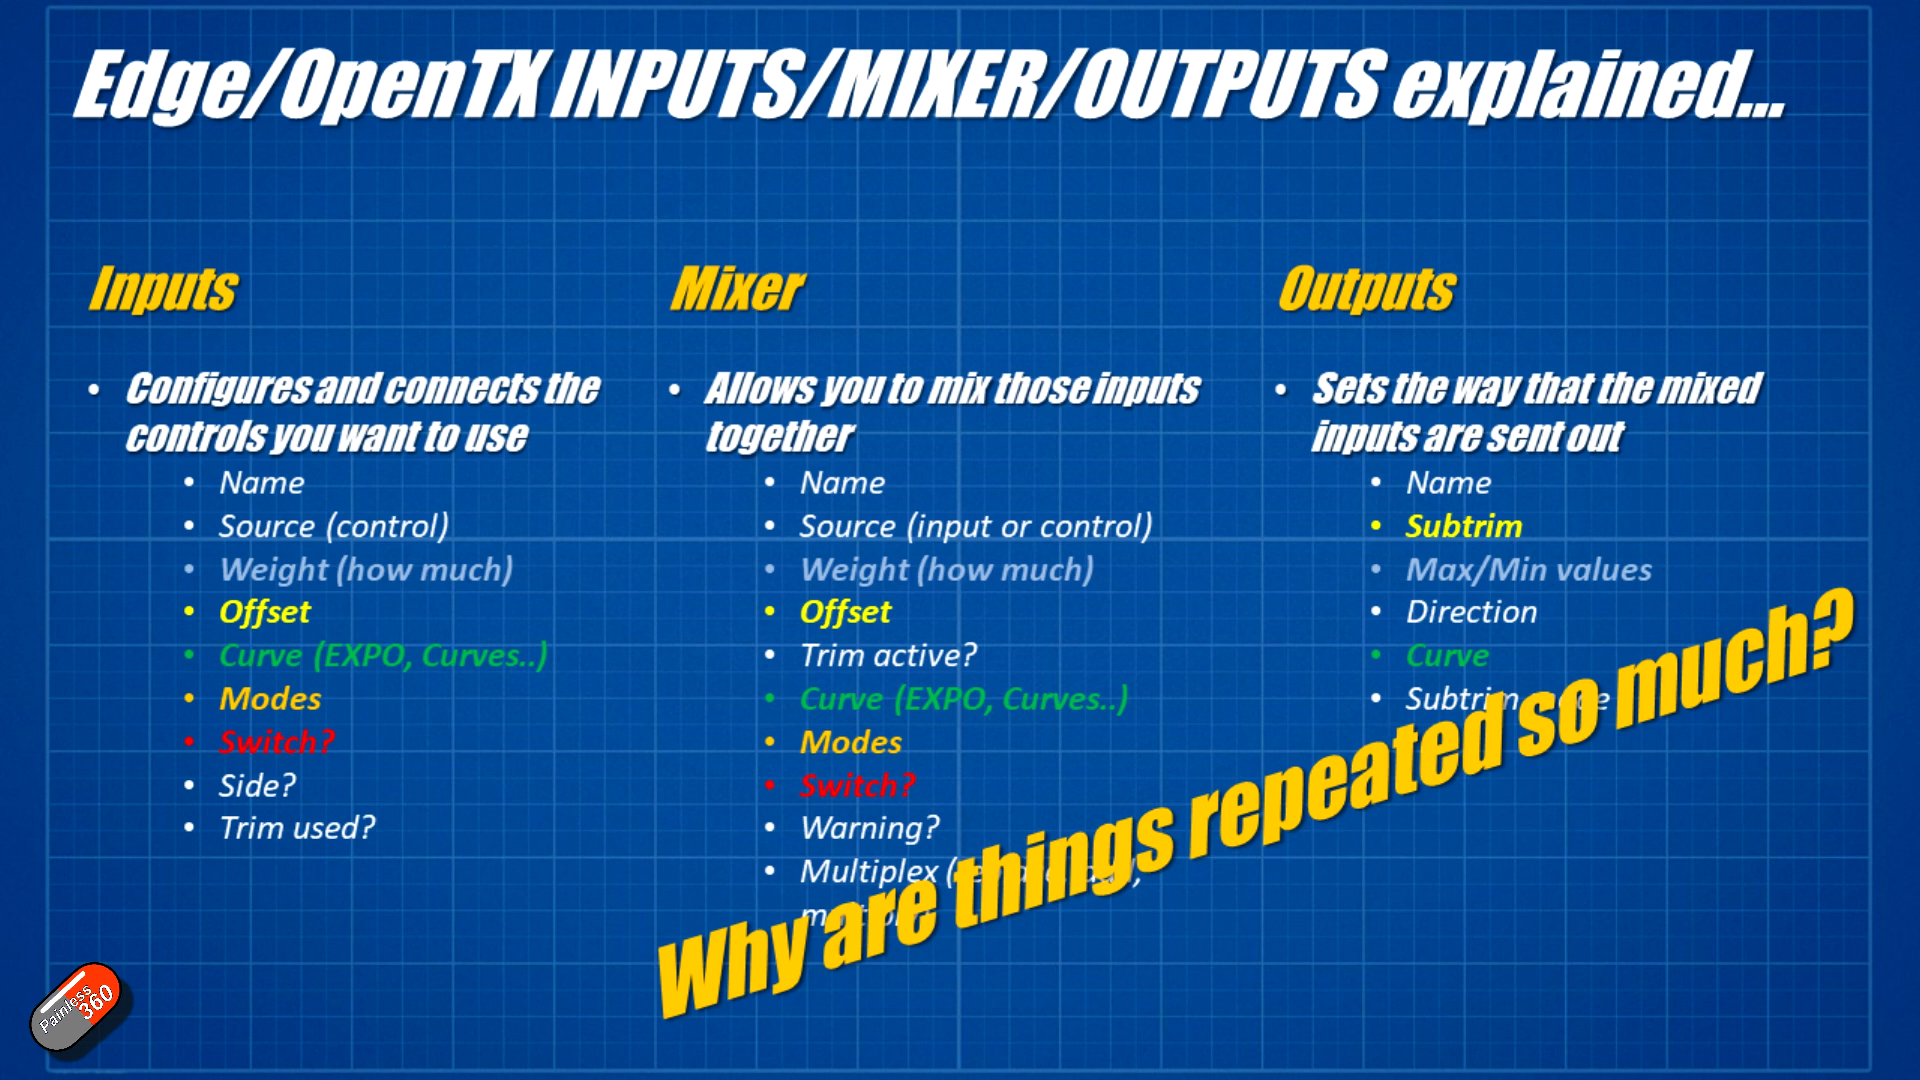 Edge/OpenTX INPUTS/MIXER/OUTPUTS explained...
Inputs
• Configures and connects the
controls you want to use
• Name
• Source (control)
• Weight (how much)
• Offset
• Curve (EXPO, Curves..)
• Modes
• Switch?
• Side?
• Trim used?
Mixer
• Allows you to mix those inputs
together
• Name
• Source (input or control)
• Weight (how much)
• Offset
• Trim active?
• Curve (EXPO, Curves..)
• Modes
• Switch?
• Warning?
• Multiplex
Outputs
• Sets the way that the mixed
inputs are sent out
• Name
• Subtrim
• Max/Min values
• Direction
• Curve
• Subtrim
Why are things repeated so much?
Painless
360